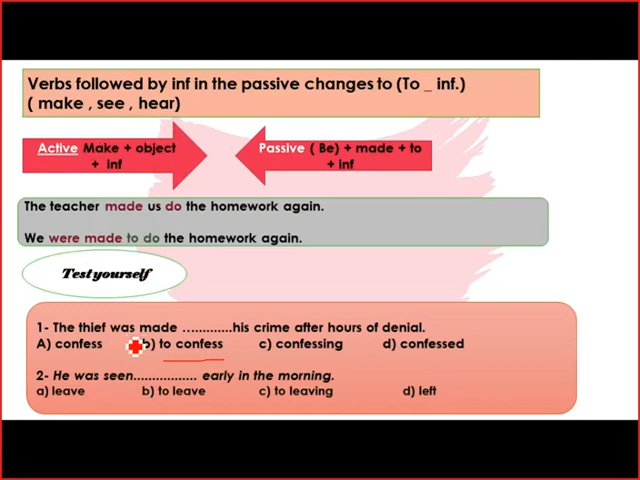 Verbs followed by inf in the passive changes to (To _ inf.)
( make , see , hear)
Active Make + object
+ inf
Passive ( Be) + made + to
+ inf
The teacher made us do the homework again.
We were made to do the homework again.
Test yourself
1- The thief was made …..........his crime after hours of denial.
A) confess b) to confess c) confessing d) confessed
2- He was seen................. early in the morning.
a) leave b) to leave c) to leaving d) left